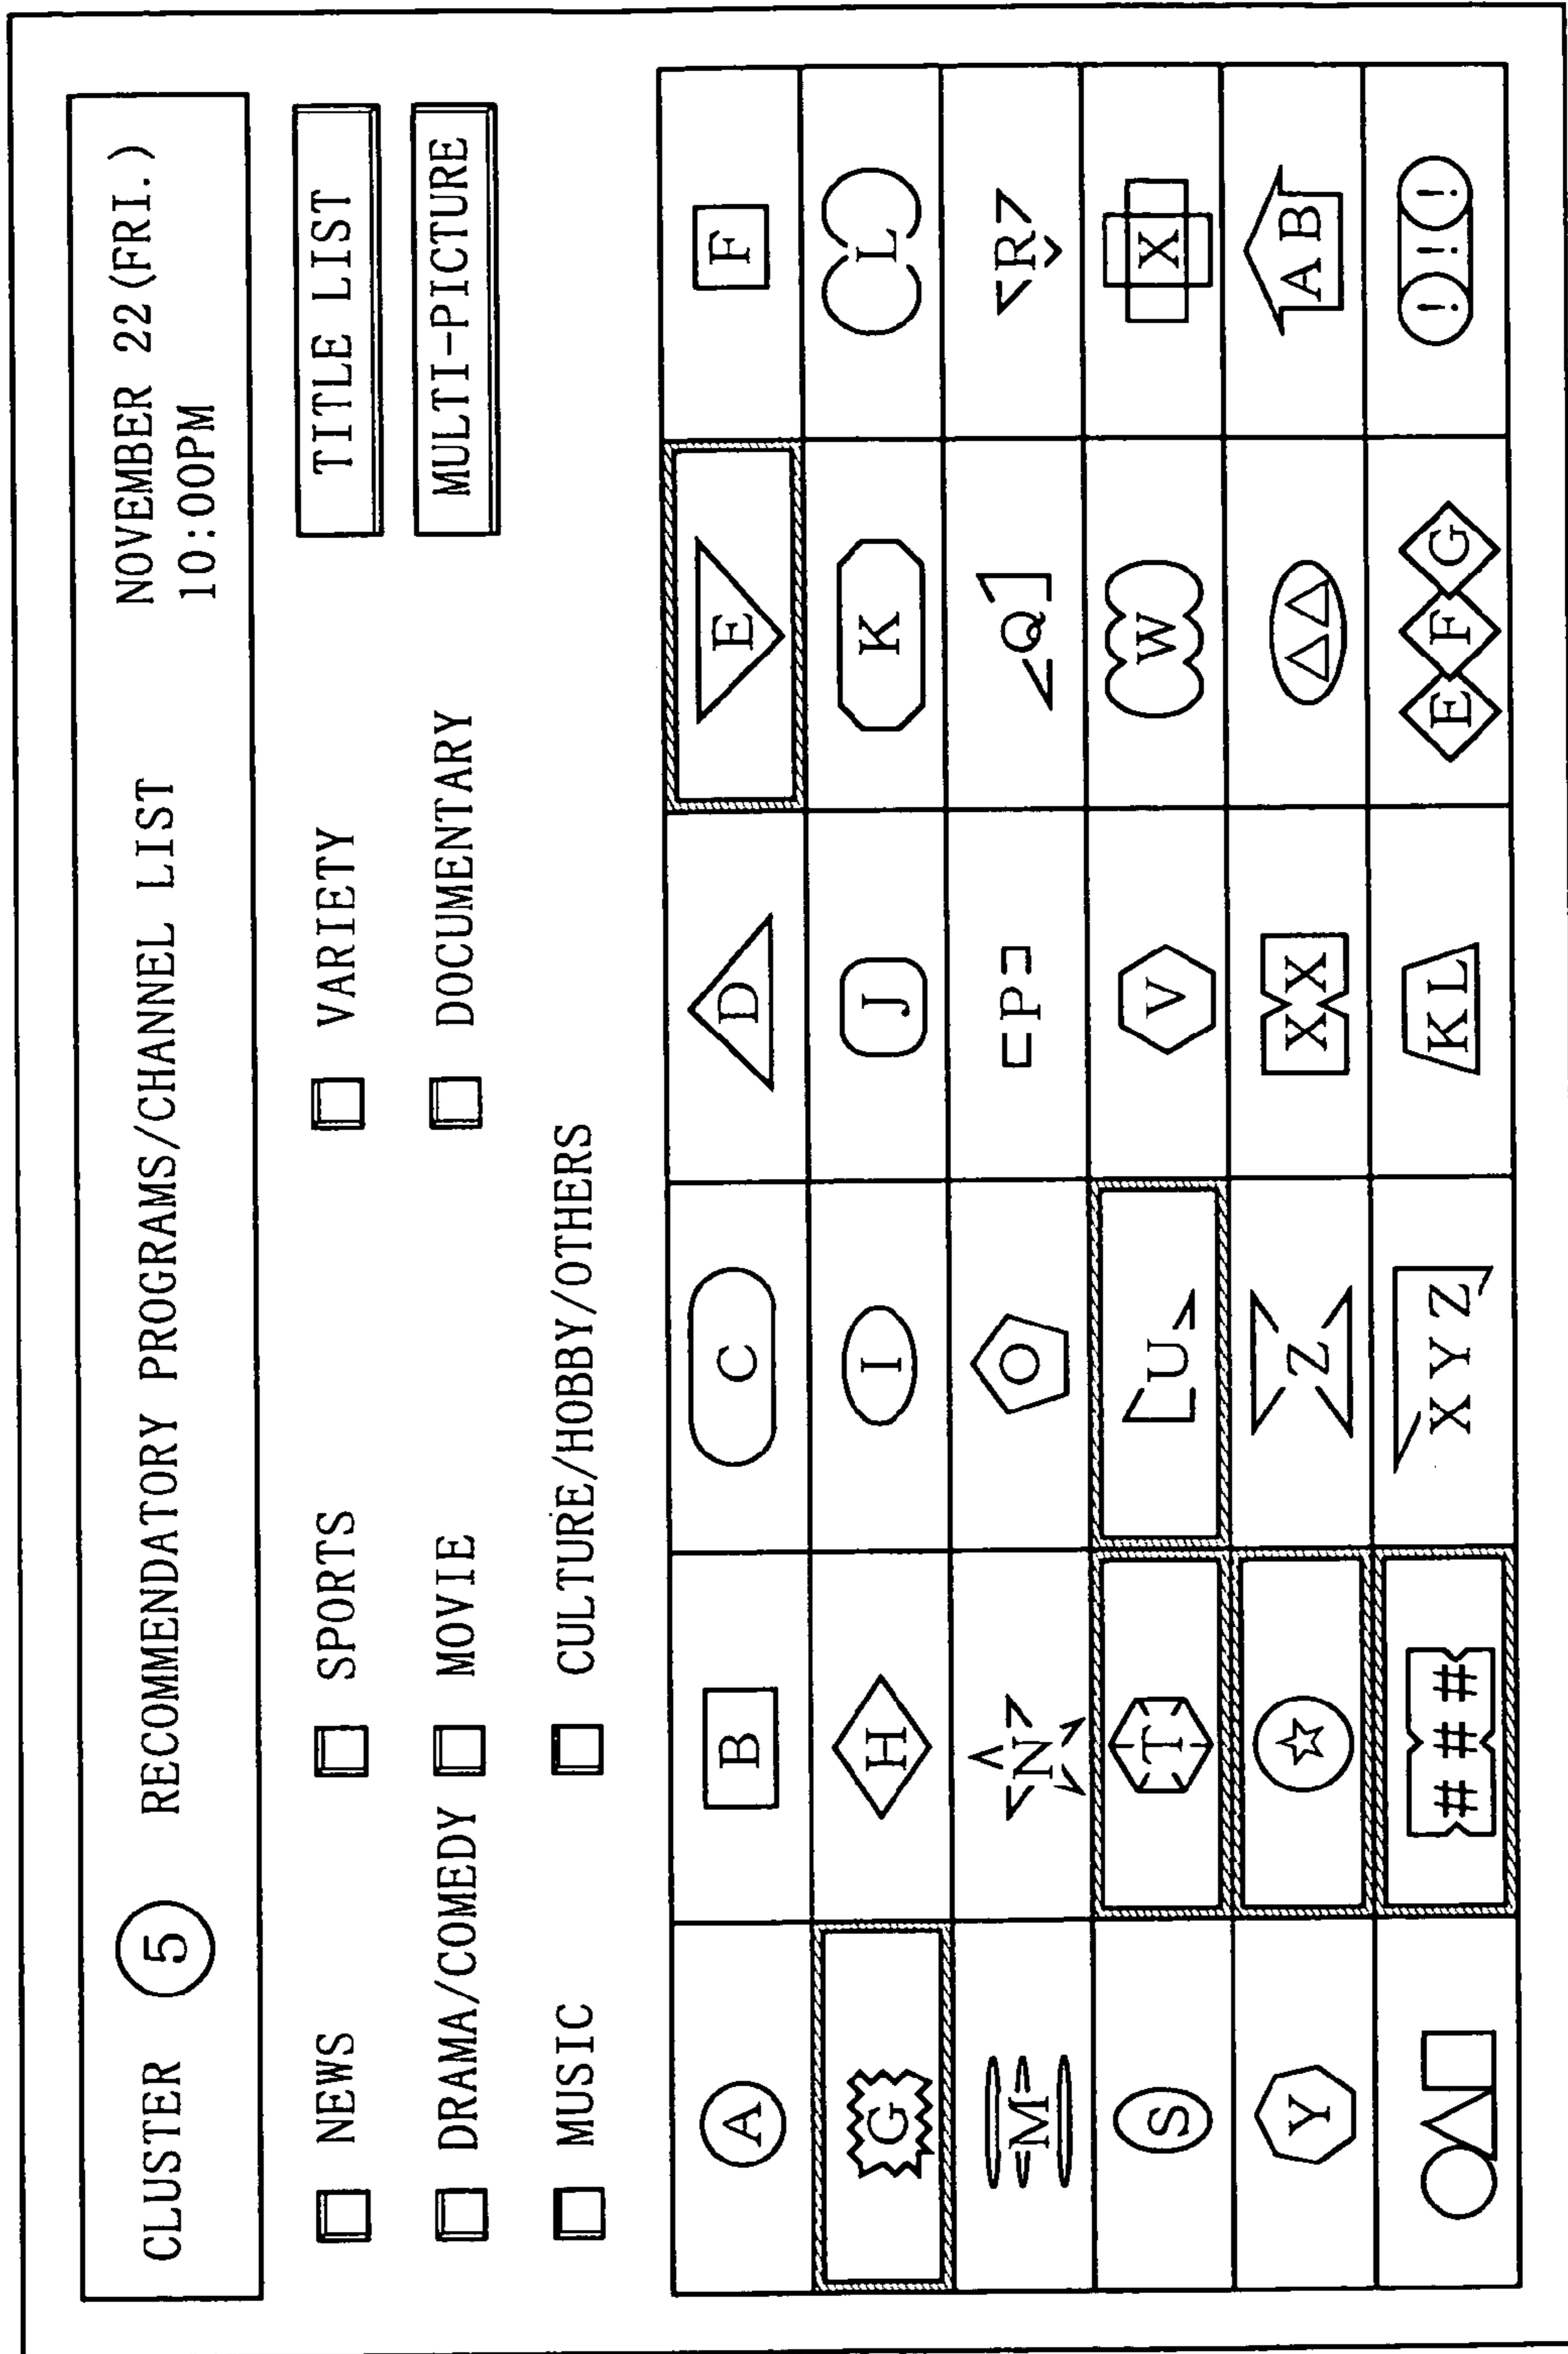 CLUSTER 5 RECOMMENDATORY PROGRAMS/CHANNEL LIST NOVEMBER 22(FRI.)
10:00PM
NEWS SPORTS VARIETY TITLE LIST
DRAMA/COMEDY MOVIE DOCUMENTARY MULTI-PICTURE
MUSIC CULTURE/HOBBY/OTHERS
A B C D E F
G H I J K L
M N O P Q R
S T U V W X
Y Z XX AB
### XYZ KL EFG !!!